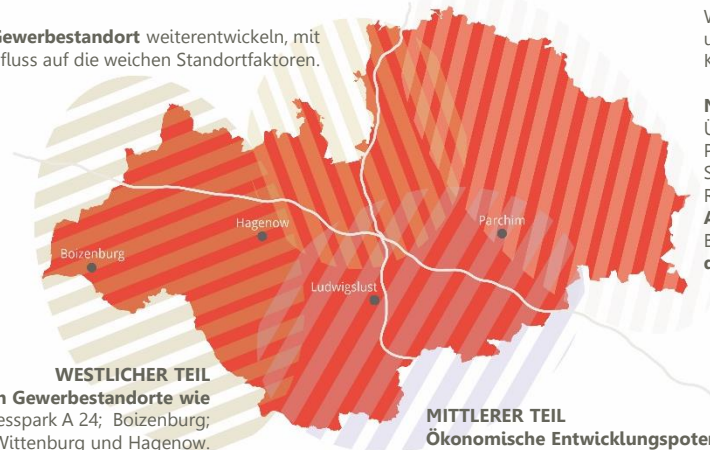 Gewerbestandort weiterentwickeln, mit
fluss auf die weichen Standortfaktoren.
Hagenow
Parchim
Boizenburg
Ludwigslust
WESTLICHER TEIL
Gewerbestandorte wie
esspark A 24; Boizenburg;
Wittenburg und Hagenow.
MITTLERER TEIL
Ökonomische Entwicklungspoten